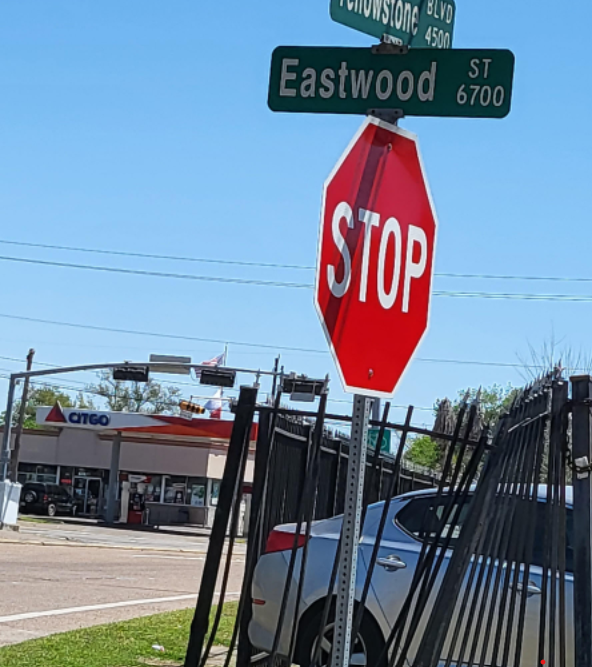 Yellowstone BLVD
4500
Eastwood ST
6700
STOP
CITGO